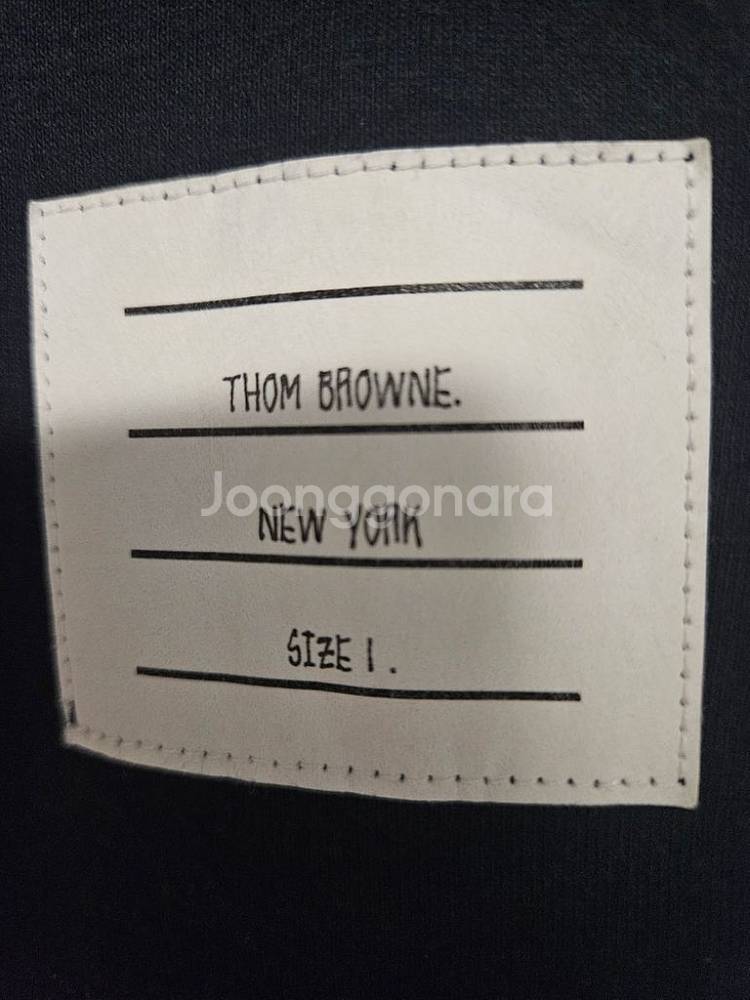 THOM BROWNE.
Joonggonara
NEW YORK
SIZE 1.